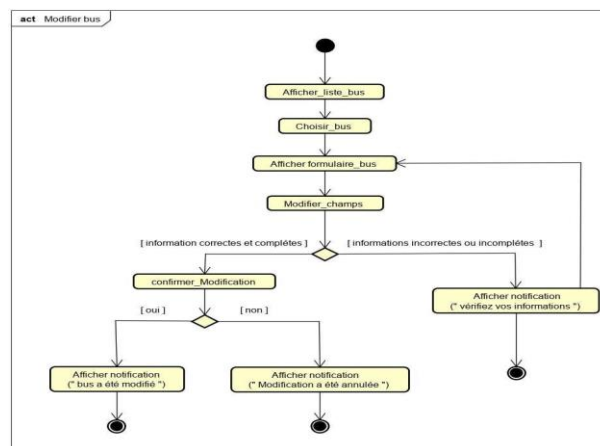 act Modifier bus
Afficher_liste_bus
Choisir_bus
Afficher formulaire_bus
Modifier_champs
[ information correctes et complétes ]
[ informations incorrectes ou incomplétes ]
confirmer_Modification
Afficher notification
(" vérifiez vos informations ")
[ oui ]
[ non ]
Afficher notification
(" bus a été modifié ")
Afficher notification
(" Modification a été annulée ")